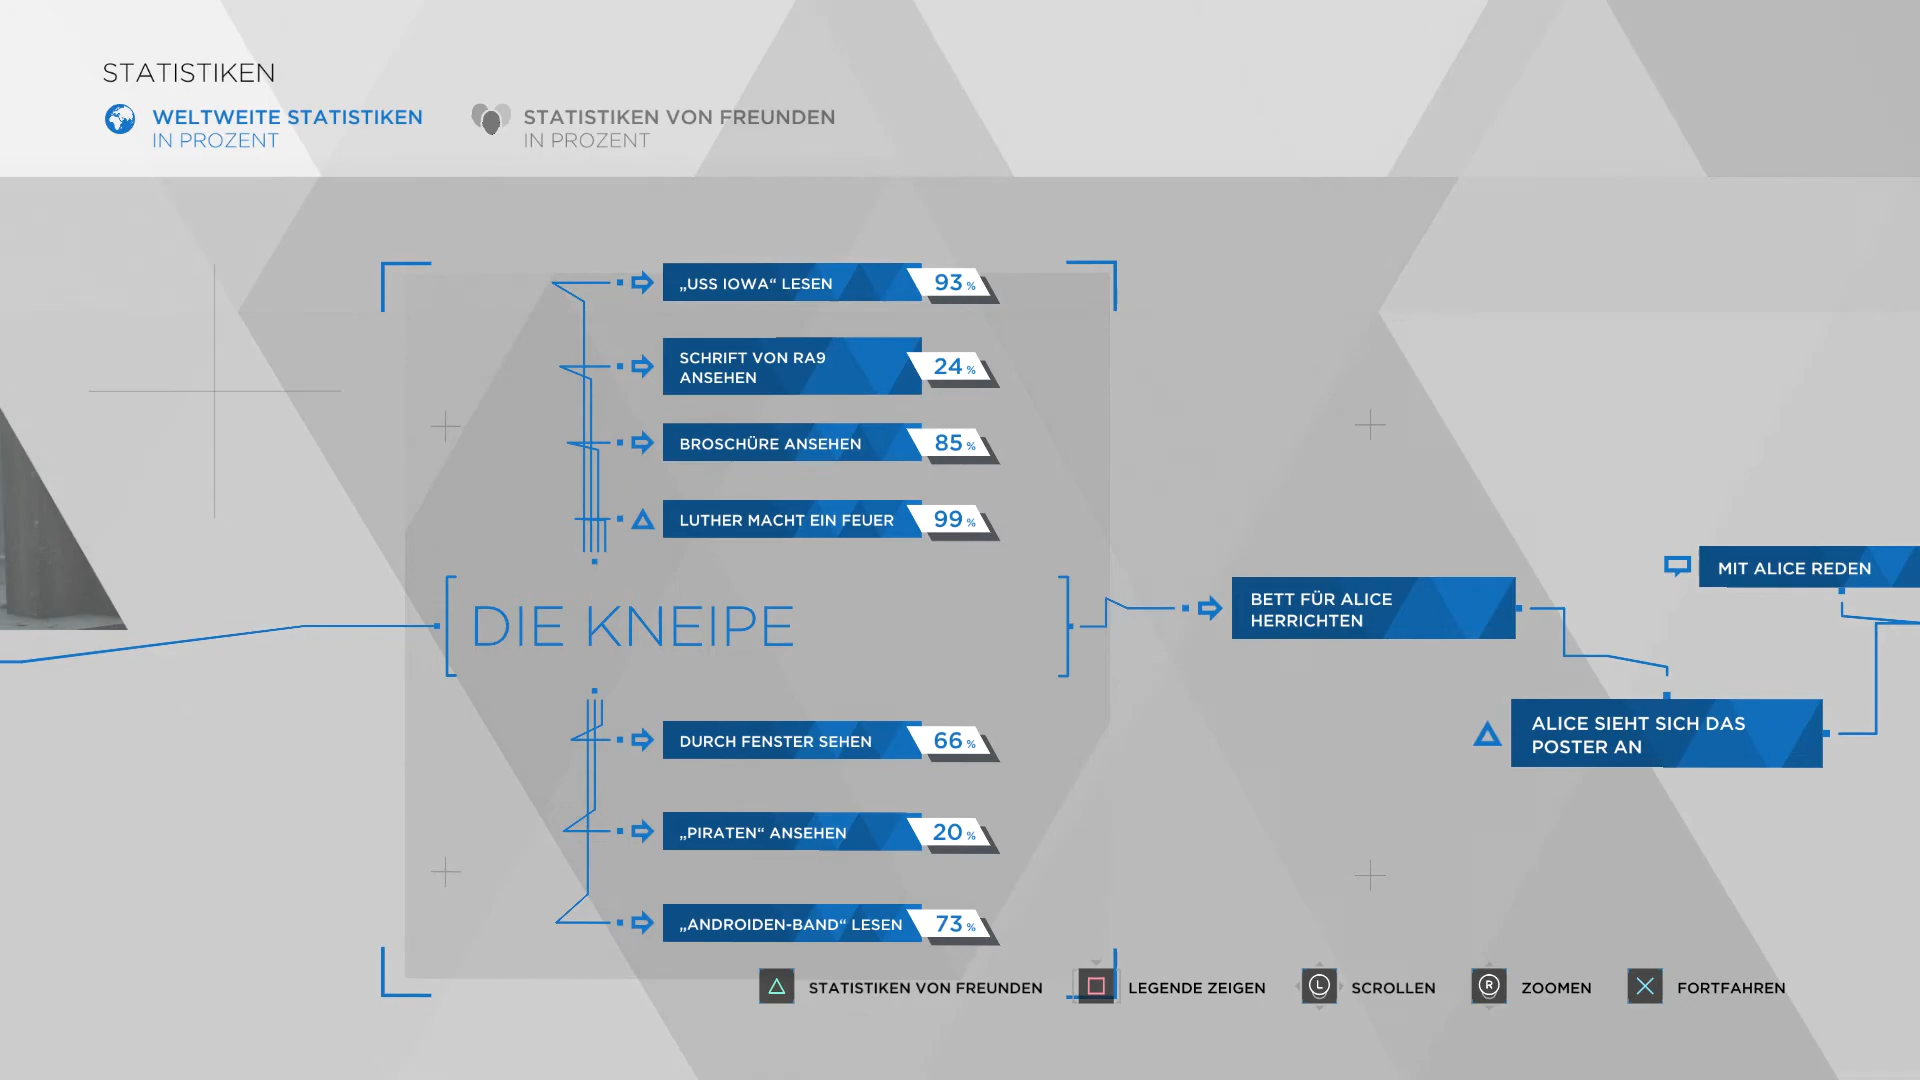 STATISTIKEN
WELTWEITE STATISTIKEN
IN PROZENT
STATISTIKEN VON FREUNDEN
IN PROZENT
„USS IOWA“ LESEN 93 %
SCHRIFT VON RA9
ANSEHEN
24 %
BROSCHÜRE ANSEHEN 85 %
LUTHER MACHT EIN FEUER 99 %
DIE KNEIPE
DURCH FENSTER SEHEN 66 %
„PIRATEN“ ANSEHEN 20 %
„ANDROIDEN-BAND“ LESEN 73 %
BETT FÜR ALICE
HERRICHTEN
MIT ALICE REDEN
ALICE SIEHT SICH DAS
POSTER AN
STATISTIKEN VON FREUNDEN
LEGENDE ZEIGEN
L SCROLLEN
R ZOOMEN
FORTFAHREN